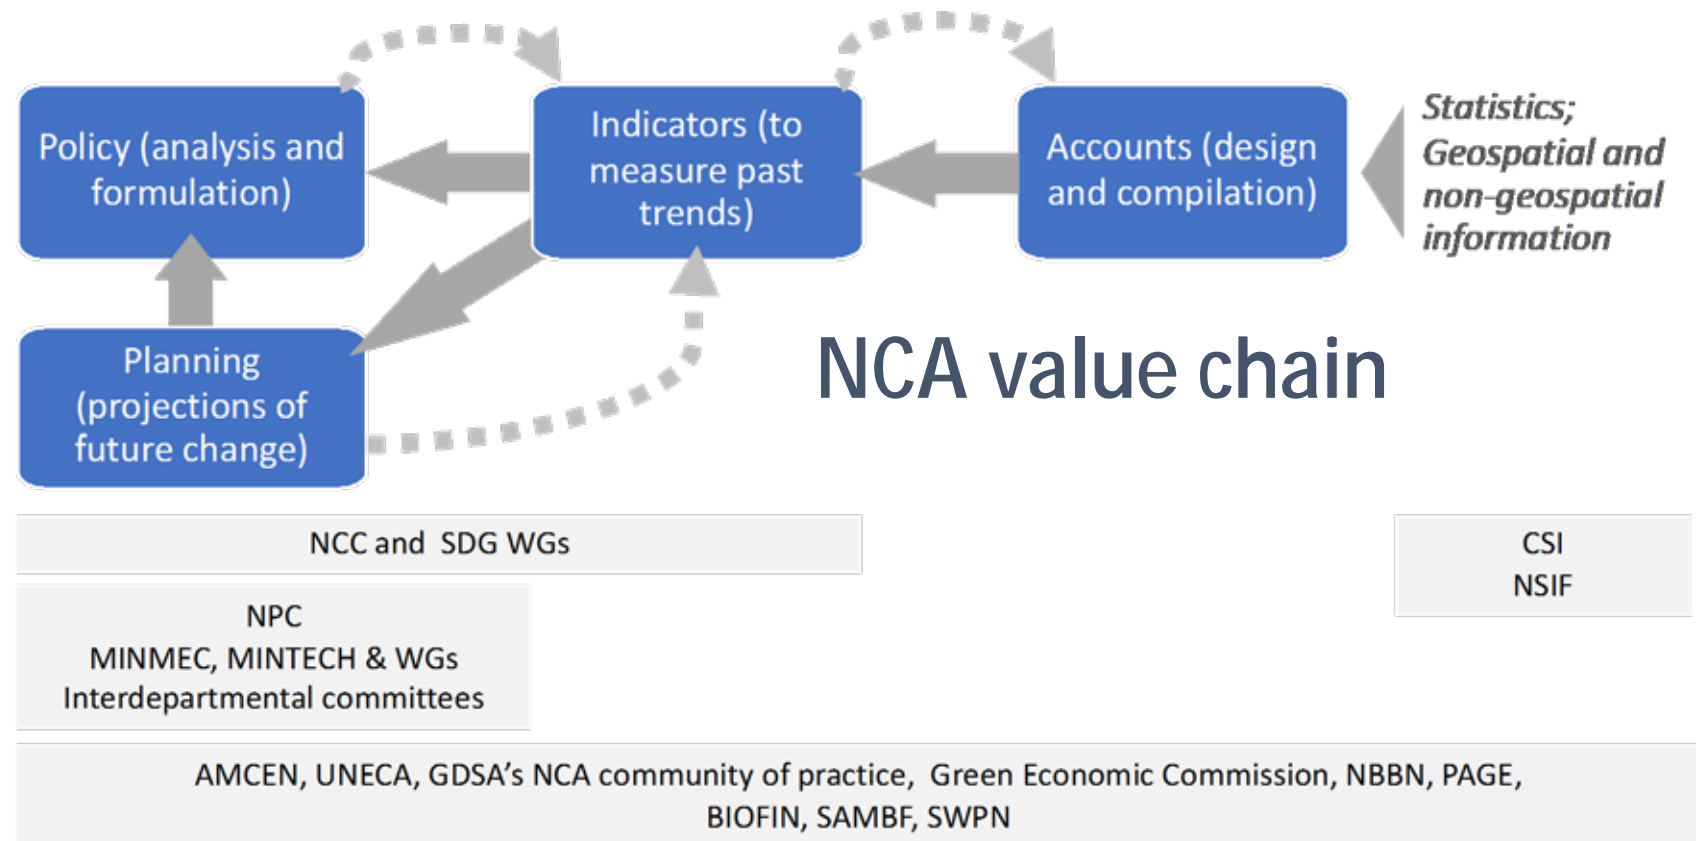 Policy (analysis and
formulation)
Indicators (to
measure past
trends)
Accounts (design
and compilation)
Statistics;
Geospatial and
non-geospatial
information
Planning
(projections of
future change)
NCA value chain
NCC and SDG WGs
CSI
NSIF
NPC
MINMEC, MINTECH & WGs
Interdepartmental committees
AMCEN, UNECA, GDSA's NCA community of practice, Green Economic Commission, NBBN, PAGE,
BIOFIN, SAMBF, SWPN